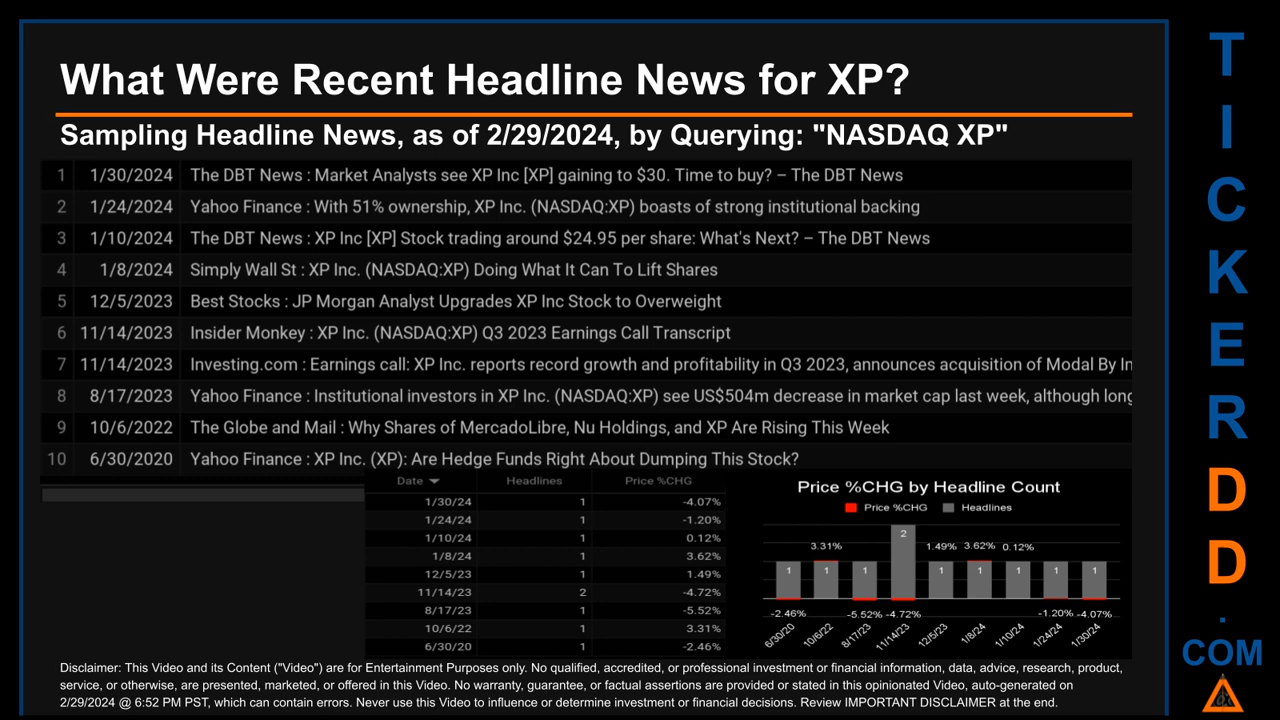 What Were Recent Headline News for XP?
Sampling Headline News, as of 2/29/2024, by Querying: "NASDAQ XP"
1 1/30/2024 The DBT News : Market Analysts see XP Inc [XP] gaining to $30. Time to buy? – The DBT News
2 1/24/2024 Yahoo Finance : With 51% ownership, XP Inc. (NASDAQ:XP) boasts of strong institutional backing
3 1/10/2024 The DBT News : XP Inc [XP] Stock trading around $24.95 per share: What's Next? – The DBT News
4 1/8/2024 Simply Wall St : XP Inc. (NASDAQ:XP) Doing What It Can To Lift Shares
5 12/5/2023 Best Stocks : JP Morgan Analyst Upgrades XP Inc Stock to Overweight
6 11/14/2023 Insider Monkey : XP Inc. (NASDAQ:XP) Q3 2023 Earnings Call Transcript
7 11/14/2023 Investing.com : Earnings call: XP Inc. reports record growth and profitability in Q3 2023, announces acquisition of Modal By In
8 8/17/2023 Yahoo Finance : Institutional investors in XP Inc. (NASDAQ:XP) see US$504m decrease in market cap last week, although long
9 10/6/2022 The Globe and Mail : Why Shares of MercadoLibre, Nu Holdings, and XP Are Rising This Week
10 6/30/2020 Yahoo Finance : XP Inc. (XP): Are Hedge Funds Right About Dumping This Stock?
Date Headlines Price %CHG
1/30/24 1 -4.07%
1/24/24 1 -1.20%
1/10/24 1 0.12%
1/8/24 1 3.62%
12/5/23 1 1.49%
11/14/23 2 -4.72%
8/17/23 1 -5.52%
10/6/22 1 3.31%
6/30/20 1 -2.46%
Price %CHG by Headline Count
Price %CHG Headlines
2
3.31% 1.49% 3.62% 0.12%
1 1 1 1 1 1 1 1
-2.46% -5.52% -4.72% -1.20% -4.07%
6/30/20 10/6/22 8/17/23 11/14/23 12/5/23 1/8/24 1/10/24 1/24/24 1/30/24
Disclaimer: This Video and its Content ("Video") are for Entertainment Purposes only. No qualified, accredited, or professional investment or financial information, data, advice, research, product,
service, or otherwise, are presented, marketed, or offered in this Video. No warranty, guarantee, or factual assertions are provided or stated in this opinionated Video, auto-generated on
2/29/2024 @ 6:52 PM PST, which can contain errors. Never use this Video to influence or determine investment or financial decisions. Review IMPORTANT DISCLAIMER at the end.
T
I
C
K
E
R
D
D
.
COM